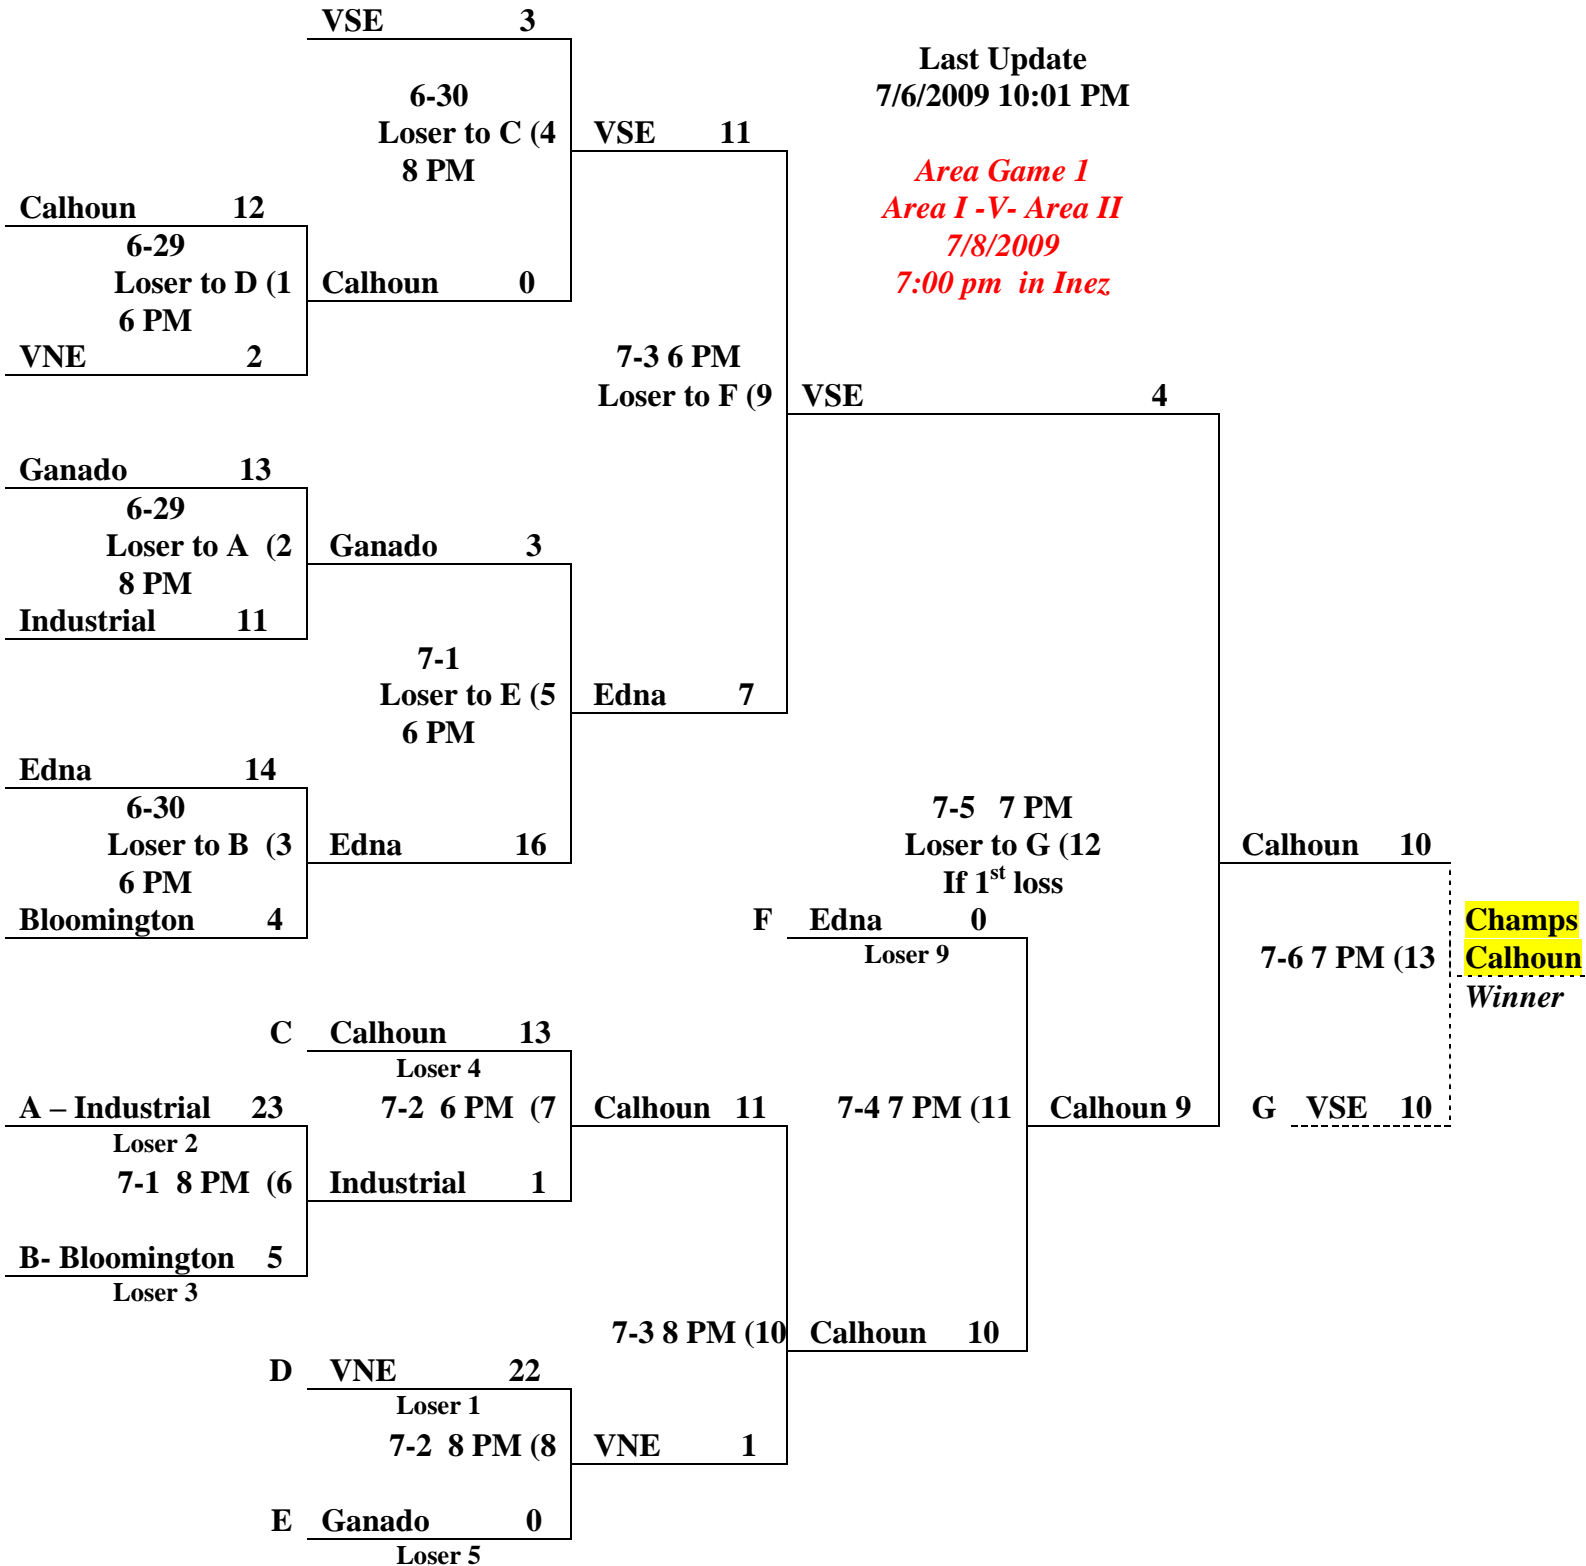 VSE 3
Last Update
7/6/2009 10:01 PM
6-30
Loser to C (4
8 PM
VSE 11
Area Game 1
Area I -V- Area II
7/8/2009
7:00 pm in Inez
Calhoun 12
6-29
Loser to D (1
6 PM
Calhoun 0
VNE 2
7-3 6 PM
Loser to F (9
VSE 4
Ganado 13
6-29
Loser to A (2
8 PM
Ganado 3
Industrial 11
7-1
Loser to E (5
6 PM
Edna 7
Edna 14
6-30
Loser to B (3
6 PM
Edna 16
Bloomington 4
7-5 7 PM
Loser to G (12
If 1st loss
Calhoun 10
F Edna 0
Loser 9
7-6 7 PM (13
Champs
Calhoun
Winner
C Calhoun 13
Loser 4
A – Industrial 23
Loser 2
7-2 6 PM (7
Calhoun 11
7-4 7 PM (11
Calhoun 9
G VSE 10
7-1 8 PM (6
Industrial 1
B- Bloomington 5
Loser 3
7-3 8 PM (10
Calhoun 10
D VNE 22
Loser 1
7-2 8 PM (8
VNE 1
E Ganado 0
Loser 5